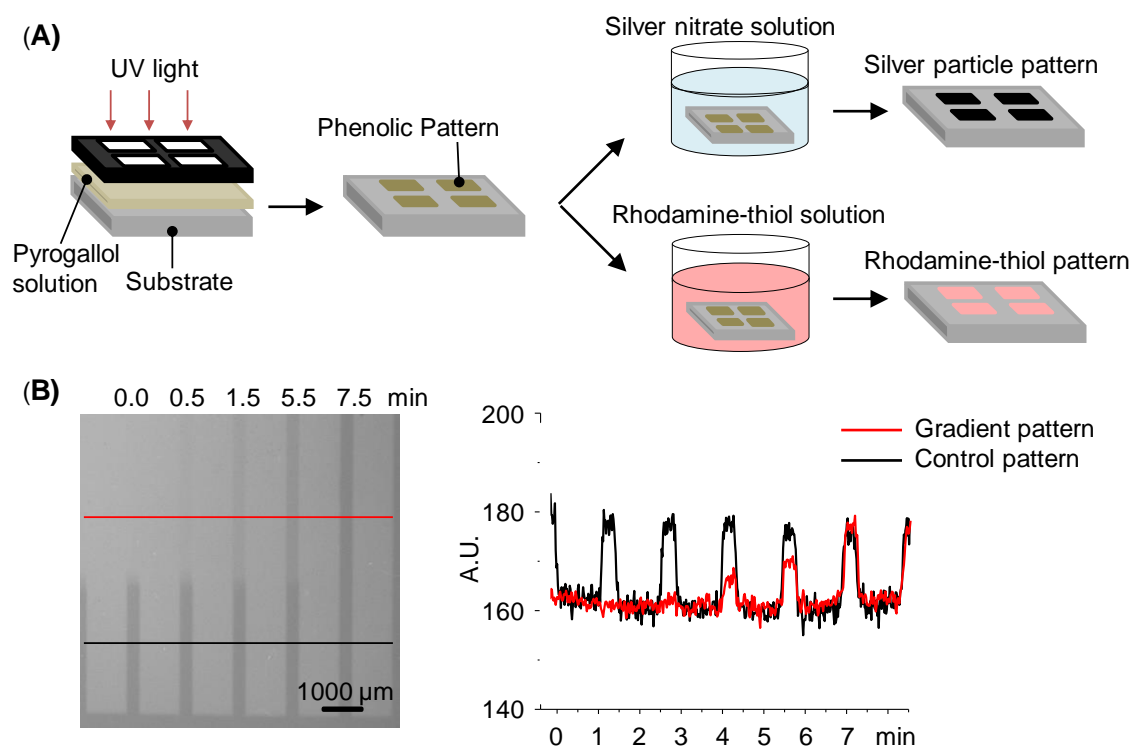 (A)
UV light
Pyrogallol
solution
Substrate
Phenolic Pattern
Silver nitrate solution
Silver particle pattern
Rhodamine-thiol solution
Rhodamine-thiol pattern
(B)
0.0 0.5 1.5 5.5 7.5 min
1000 µm
200
180
160
140
A.U.
Gradient pattern
Control pattern
0 1 2 3 4 5 6 7 min